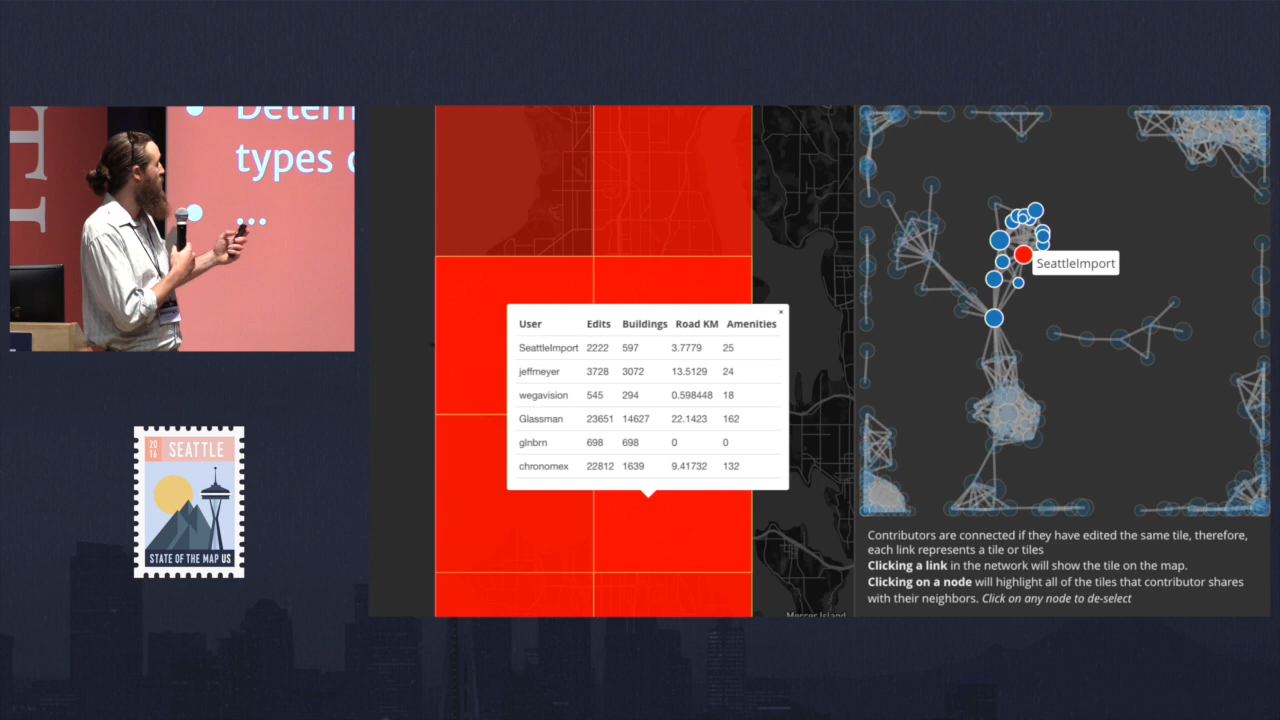 Determ
types o
...
20
16
SEATTLE
STATE OF THE MAP US
User Edits Buildings Road KM Amenities
SeattleImport 2222 597 3.7779 25
jeffmeyer 3728 3072 13.5129 24
wegavision 545 294 0.598448 18
Glassman 23651 14627 22.1423 162
glnbrn 698 698 0 0
chronomex 22812 1639 9.41732 132
Mercer Island
SeattleImport
Contributors are connected if they have edited the same tile, therefore,
each link represents a tile or tiles
Clicking a link in the network will show the tile on the map.
Clicking on a node will highlight all of the tiles that contributor shares
with their neighbors. Click on any node to de-select